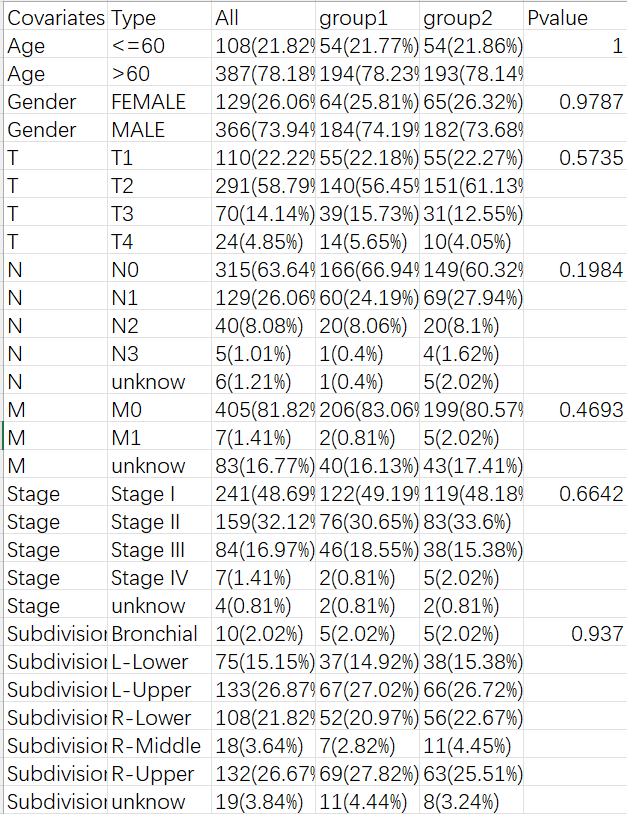 Covariates Type All group1 group2 Pvalue
Age <=60 108(21.82% 54(21.77%) 54(21.86%) 1
Age >60 387(78.18% 194(78.23% 193(78.14%
Gender FEMALE 129(26.06% 64(25.81%) 65(26.32%) 0.9787
Gender MALE 366(73.94% 184(74.19% 182(73.68%
T T1 110(22.22% 55(22.18%) 55(22.27%) 0.5735
T T2 291(58.79% 140(56.45% 151(61.13%
T T3 70(14.14%) 39(15.73%) 31(12.55%)
T T4 24(4.85%) 14(5.65%) 10(4.05%)
N N0 315(63.64% 166(66.94% 149(60.32% 0.1984
N N1 129(26.06% 60(24.19%) 69(27.94%)
N N2 40(8.08%) 20(8.06%) 20(8.1%)
N N3 5(1.01%) 1(0.4%) 4(1.62%)
N unknow 6(1.21%) 1(0.4%) 5(2.02%)
M M0 405(81.82% 206(83.06% 199(80.57% 0.4693
M M1 7(1.41%) 2(0.81%) 5(2.02%)
M unknow 83(16.77%) 40(16.13%) 43(17.41%)
Stage Stage I 241(48.69% 122(49.19% 119(48.18% 0.6642
Stage Stage II 159(32.12% 76(30.65%) 83(33.6%)
Stage Stage III 84(16.97%) 46(18.55%) 38(15.38%)
Stage Stage IV 7(1.41%) 2(0.81%) 5(2.02%)
Stage unknow 4(0.81%) 2(0.81%) 2(0.81%)
Subdivision Bronchial 10(2.02%) 5(2.02%) 5(2.02%) 0.937
Subdivision L-Lower 75(15.15%) 37(14.92%) 38(15.38%)
Subdivision L-Upper 133(26.87% 67(27.02%) 66(26.72%)
Subdivision R-Lower 108(21.82% 52(20.97%) 56(22.67%)
Subdivision R-Middle 18(3.64%) 7(2.82%) 11(4.45%)
Subdivision R-Upper 132(26.67% 69(27.82%) 63(25.51%)
Subdivision unknow 19(3.84%) 11(4.44%) 8(3.24%)